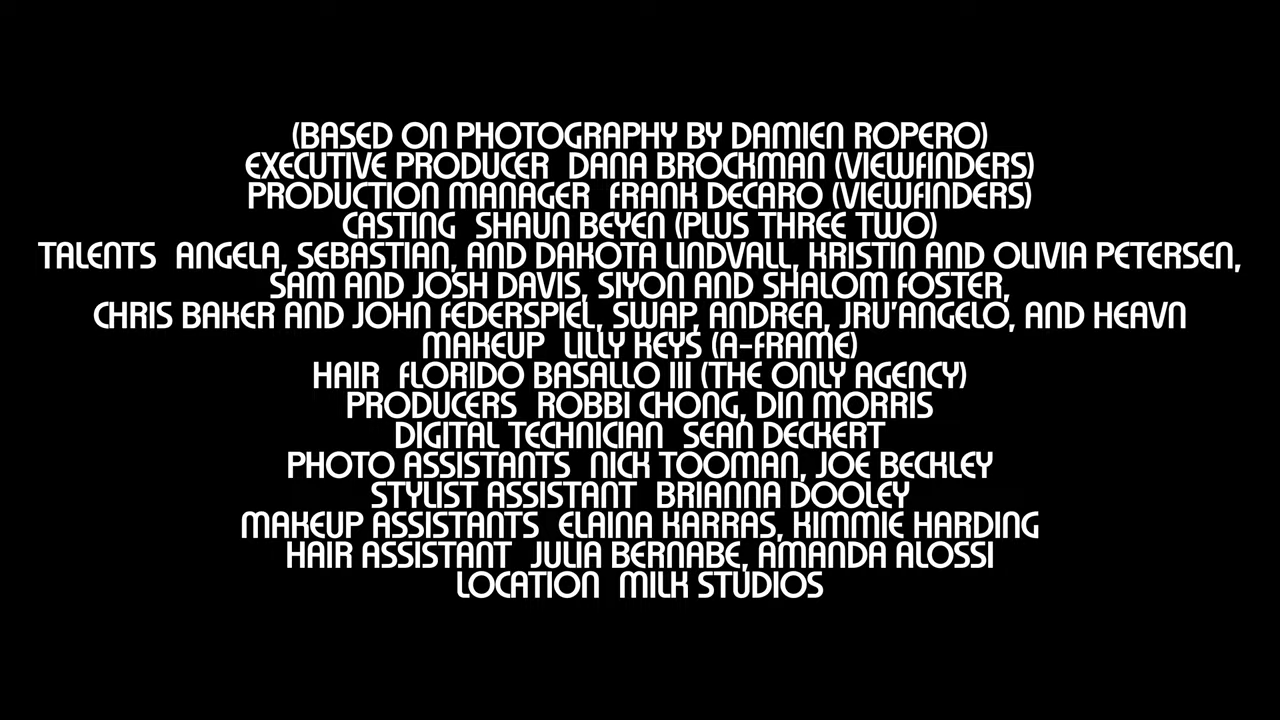 (BASED ON PHOTOGRAPHY BY DAMIEN ROPERO)
EXECUTIVE PRODUCER  DANA BROCKMAN (VIEWFINDERS)
PRODUCTION MANAGER  FRANK DECARO (VIEWFINDERS)
CASTING  SHAUN BEYEN (PLUS THREE TWO)
TALENTS  ANGELA, SEBASTIAN, AND DAKOTA LINDVALL, KRISTIN AND OLIVIA PETERSEN,
SAM AND JOSH DAVIS, SIYON AND SHALOM FOSTER,
CHRIS BAKER AND JOHN FEDERSPIEL, SWAP, ANDREA, JRU'ANGELO, AND HEAVN
MAKEUP  LILLY KEYS (A-FRAME)
HAIR  FLORIDO BASALLO III (THE ONLY AGENCY)
PRODUCERS  ROBBI CHONG, DIN MORRIS
DIGITAL TECHNICIAN  SEAN DECKERT
PHOTO ASSISTANTS  NICK TOOMAN, JOE BECKLEY
STYLIST ASSISTANT  BRIANNA DOOLEY
MAKEUP ASSISTANTS  ELAINA KARRAS, KIMMIE HARDING
HAIR ASSISTANT  JULIA BERNABE, AMANDA ALOSSI
LOCATION  MILK STUDIOS